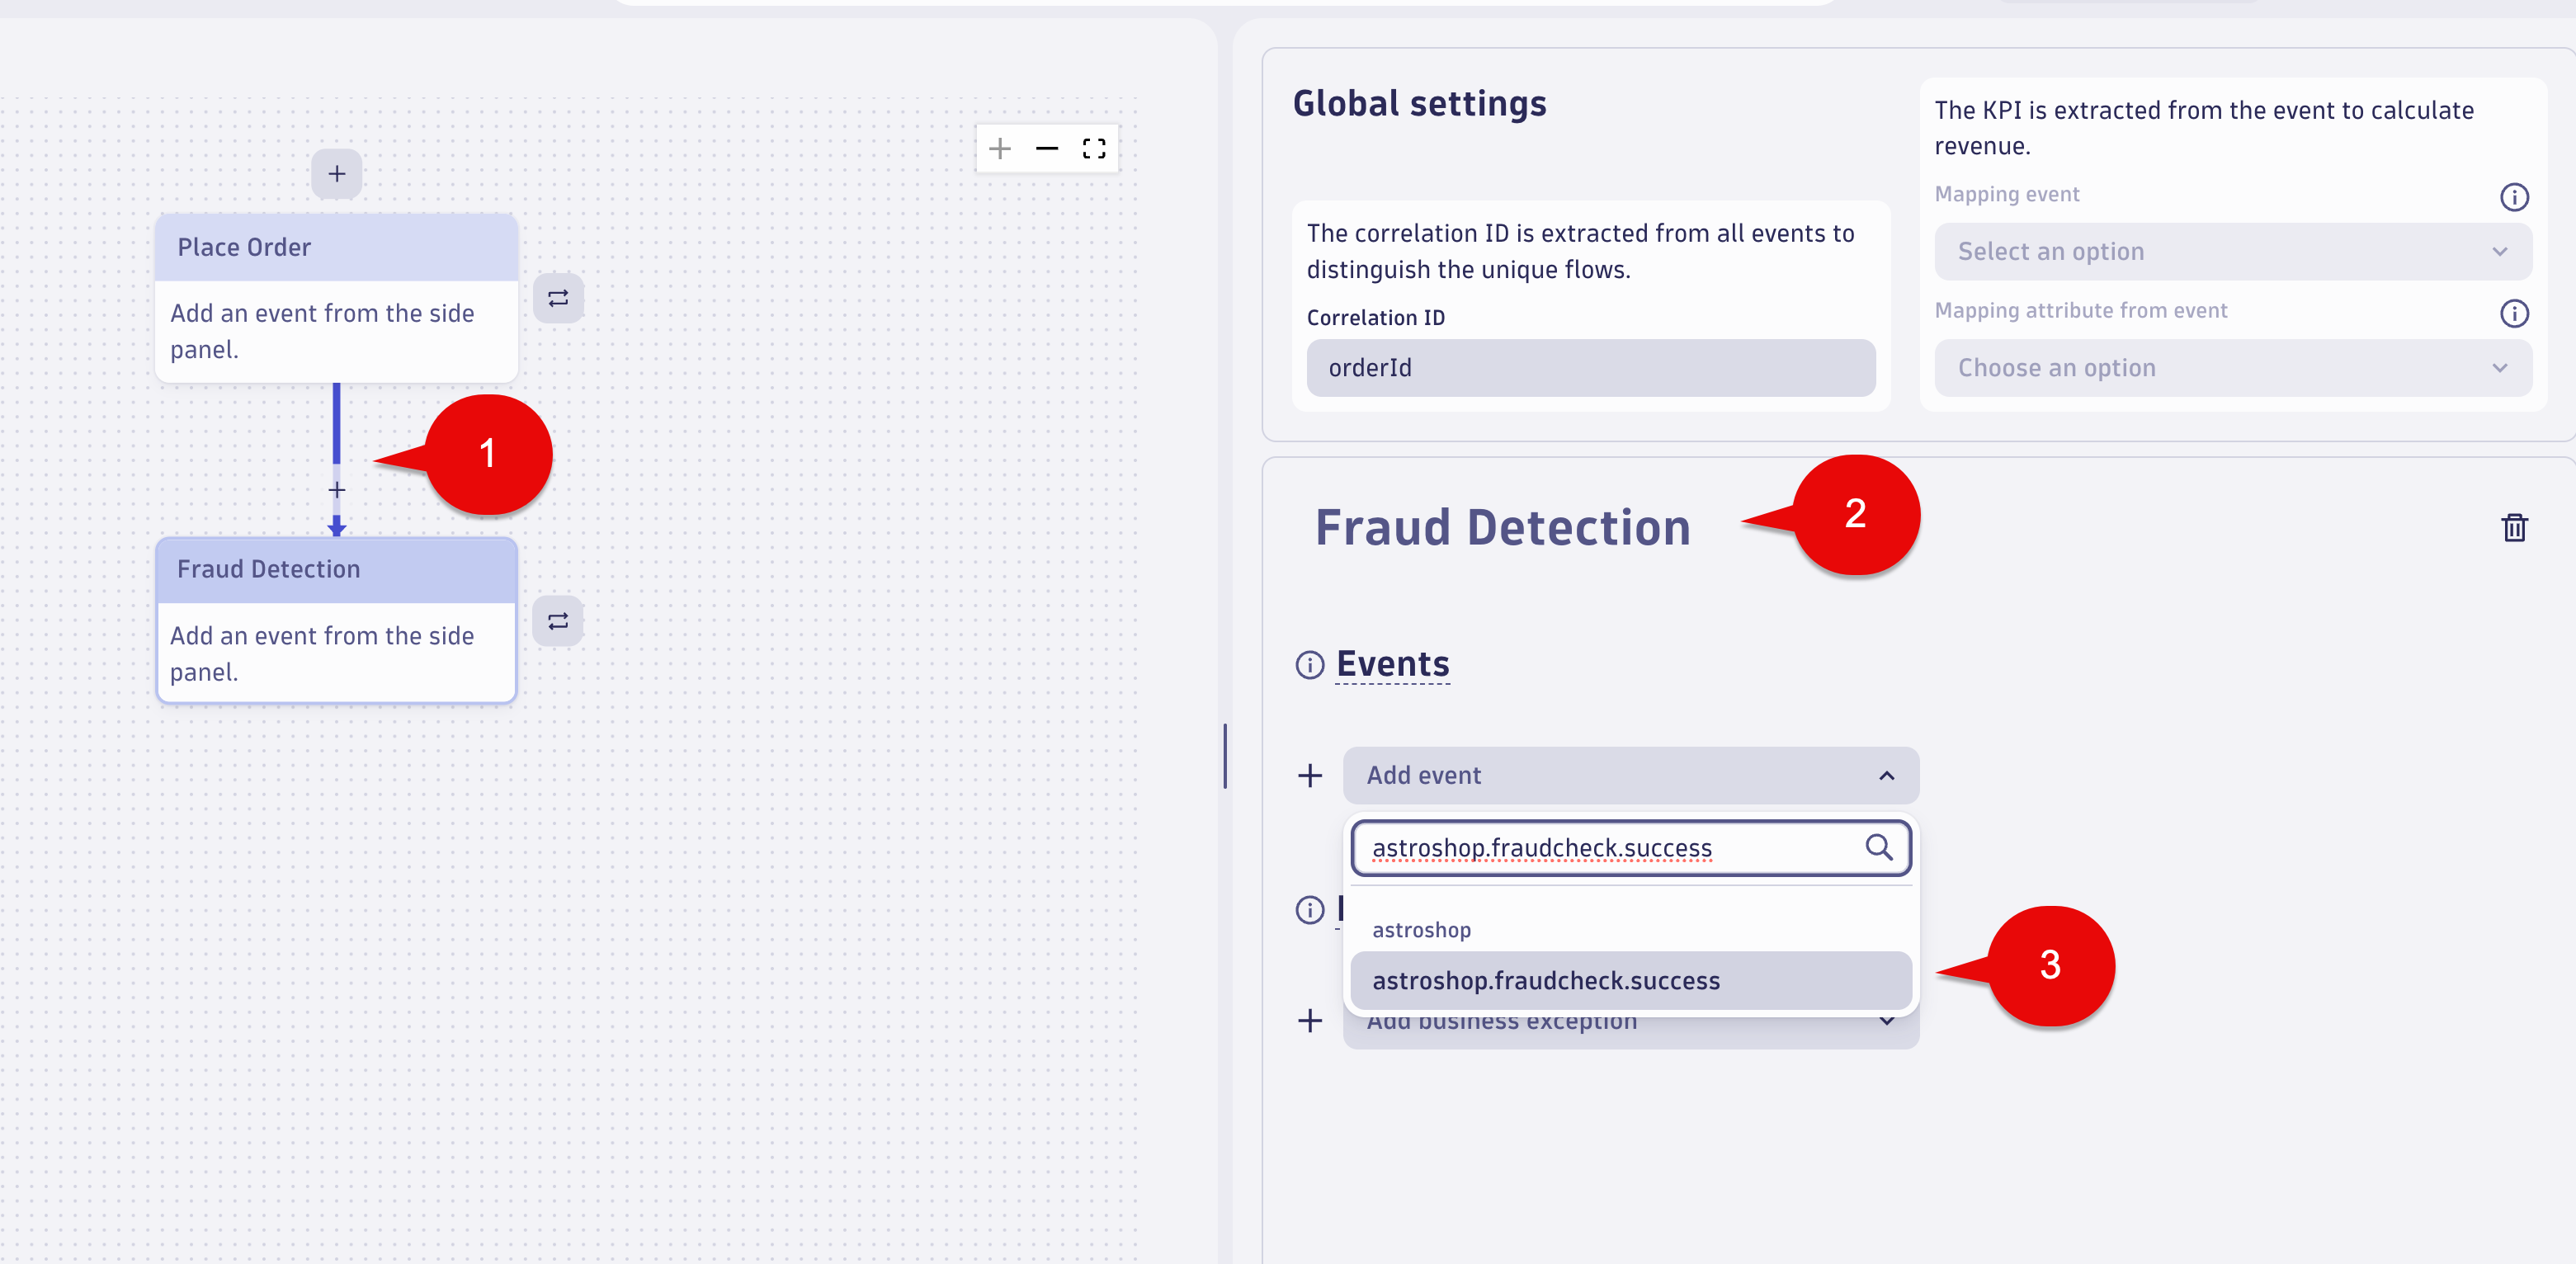 Place Order
Add an event from the side
panel.
1
Fraud Detection
Add an event from the side
panel.
Global settings
The correlation ID is extracted from all events to
distinguish the unique flows.
Correlation ID
orderId
The KPI is extracted from the event to calculate
revenue.
Mapping event
Select an option
Mapping attribute from event
Choose an option
Fraud Detection
2
Events
Add event
astroshop.fraudcheck.success
astroshop
astroshop.fraudcheck.success
3
Add business exception